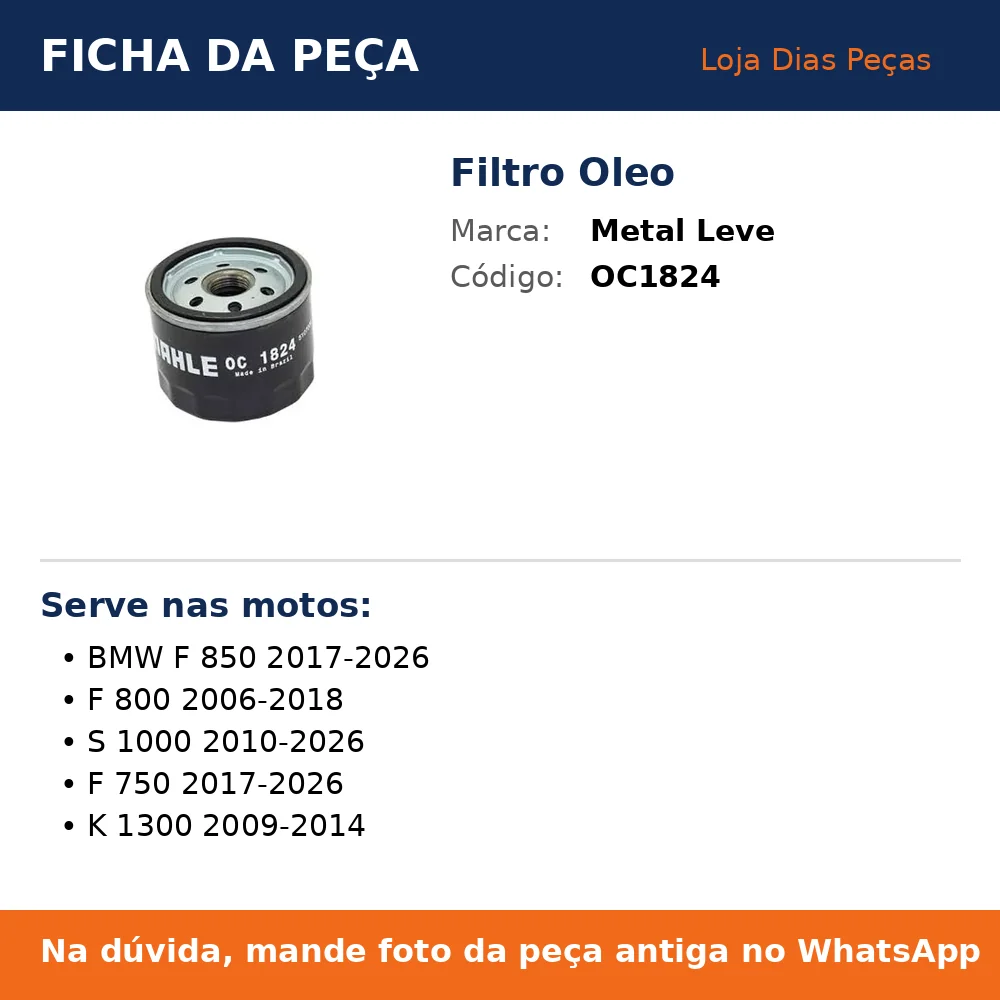 FICHA DA PEÇA
Loja Dias Peças
Filtro Oleo
Marca: Metal Leve
Código: OC1824
MAHLE OC 1824
Made in Brazil
Serve nas motos:
• BMW F 850 2017-2026
• F 800 2006-2018
• S 1000 2010-2026
• F 750 2017-2026
• K 1300 2009-2014
Na dúvida, mande foto da peça antiga no WhatsApp